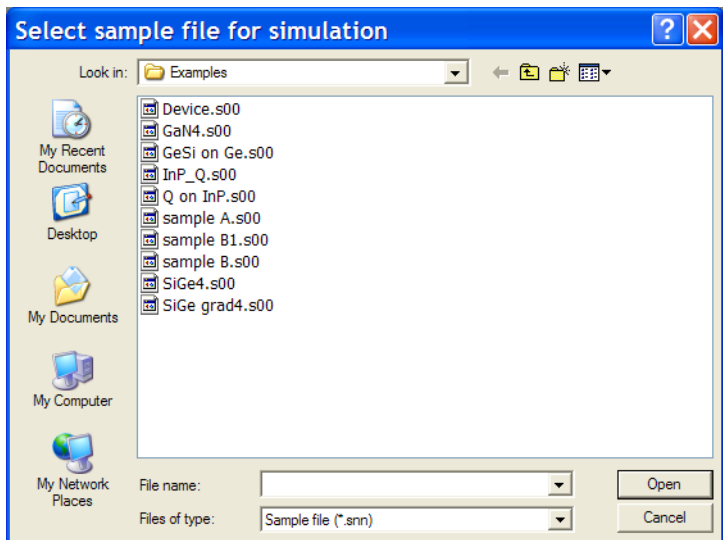 Select sample file for simulation
Look in: Examples
My Recent
Documents
Desktop
My Documents
My Computer
My Network
Places
Device.s00
GaN4.s00
GeSi on Ge.s00
InP_Q.s00
Q on InP.s00
sample A.s00
sample B1.s00
sample B.s00
SiGe4.s00
SiGe grad4.s00
File name:
Open
Files of type: Sample file (*.snn)
Cancel